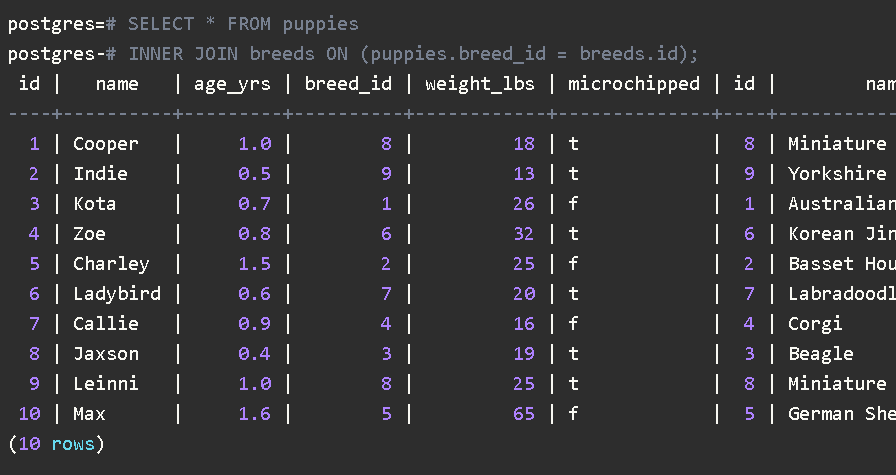 postgres=# SELECT * FROM puppies
postgres-# INNER JOIN breeds ON (puppies.breed_id = breeds.id);
 id |   name   | age_yrs | breed_id | weight_lbs | microchipped | id |        nam
----+----------+---------+----------+------------+--------------+----+-----------
  1 | Cooper   |     1.0 |        8 |         18 | t            |  8 | Miniature
  2 | Indie    |     0.5 |        9 |         13 | t            |  9 | Yorkshire
  3 | Kota     |     0.7 |        1 |         26 | f            |  1 | Australian
  4 | Zoe      |     0.8 |        6 |         32 | t            |  6 | Korean Jin
  5 | Charley  |     1.5 |        2 |         25 | f            |  2 | Basset Hou
  6 | Ladybird |     0.6 |        7 |         20 | t            |  7 | Labradoodl
  7 | Callie   |     0.9 |        4 |         16 | f            |  4 | Corgi
  8 | Jaxson   |     0.4 |        3 |         19 | t            |  3 | Beagle
  9 | Leinni   |     1.0 |        8 |         25 | t            |  8 | Miniature
 10 | Max      |     1.6 |        5 |         65 | f            |  5 | German She
(10 rows)